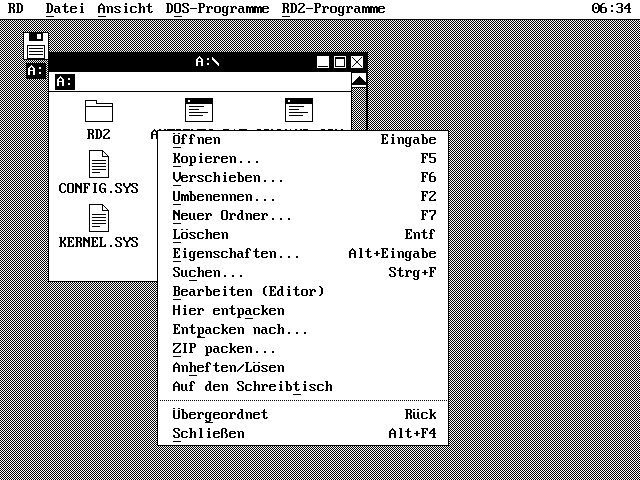 RD Datei Ansicht DOS-Programme RD2-Programme 06:34
A:
A:\
A:
RD2
CONFIG.SYS
KERNEL.SYS
Öffnen Eingabe
Kopieren... F5
Verschieben... F6
Umbenennen... F2
Neuer Ordner... F7
Löschen Entf
Eigenschaften... Alt+Eingabe
Suchen... Strg+F
Bearbeiten (Editor)
Hier entpacken
Entpacken nach...
ZIP packen...
Anheften/Lösen
Auf den Schreibtisch
Übergeordnet Rück
Schließen Alt+F4